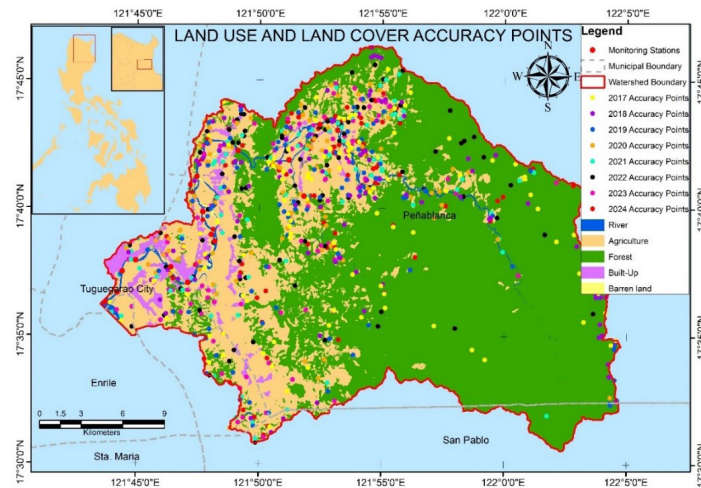 121°45'0"E 121°50'0"E 121°55'0"E 122°0'0"E 122°5'0"E
LAND USE AND LAND COVER ACCURACY POINTS
N
W E
S
17°45'0"N
17°40'0"N
17°35'0"N
17°30'0"N
Legend
Monitoring Stations
Municipal Boundary
Watershed Boundary
2017 Accuracy Points
2018 Accuracy Points
2019 Accuracy Points
2020 Accuracy Points
2021 Accuracy Points
2022 Accuracy Points
2023 Accuracy Points
2024 Accuracy Points
River
Agriculture
Forest
Built-Up
Barren land
Peñablanca
Tuguegarao City
Enrile
0 1.5 3 6 9
Kilometers
Sta. Maria
San Pablo
121°45'0"E 121°50'0"E 121°55'0"E 122°0'0"E 122°5'0"E